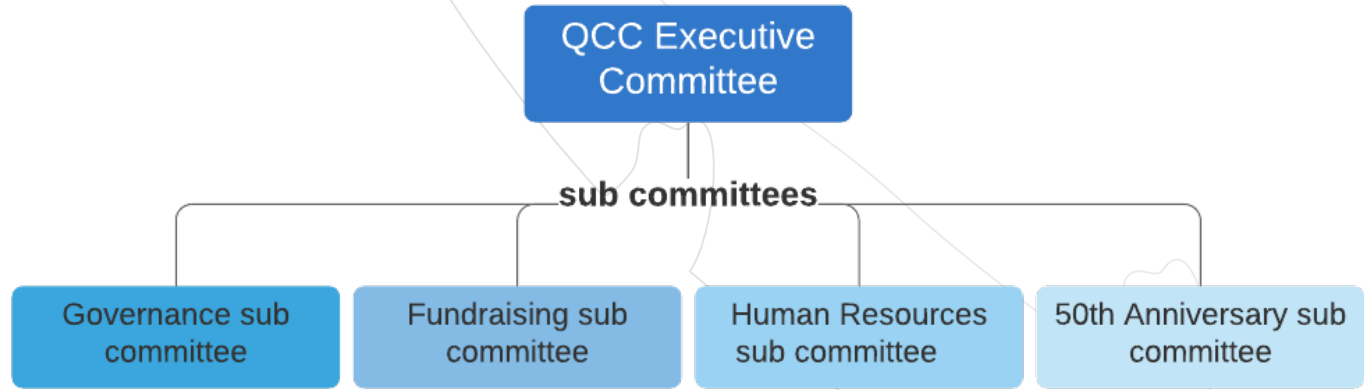 QCC Executive
Committee
sub committees
Governance sub
committee
Fundraising sub
committee
Human Resources
sub committee
50th Anniversary sub
committee